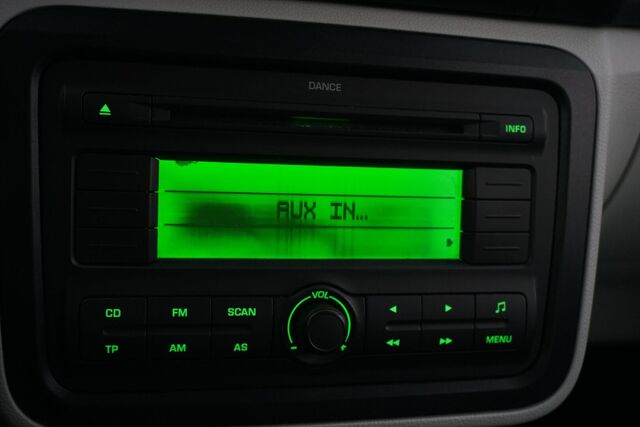 DANCE
INFO
AUX IN...
CD FM SCAN VOL
TP AM AS - + MENU